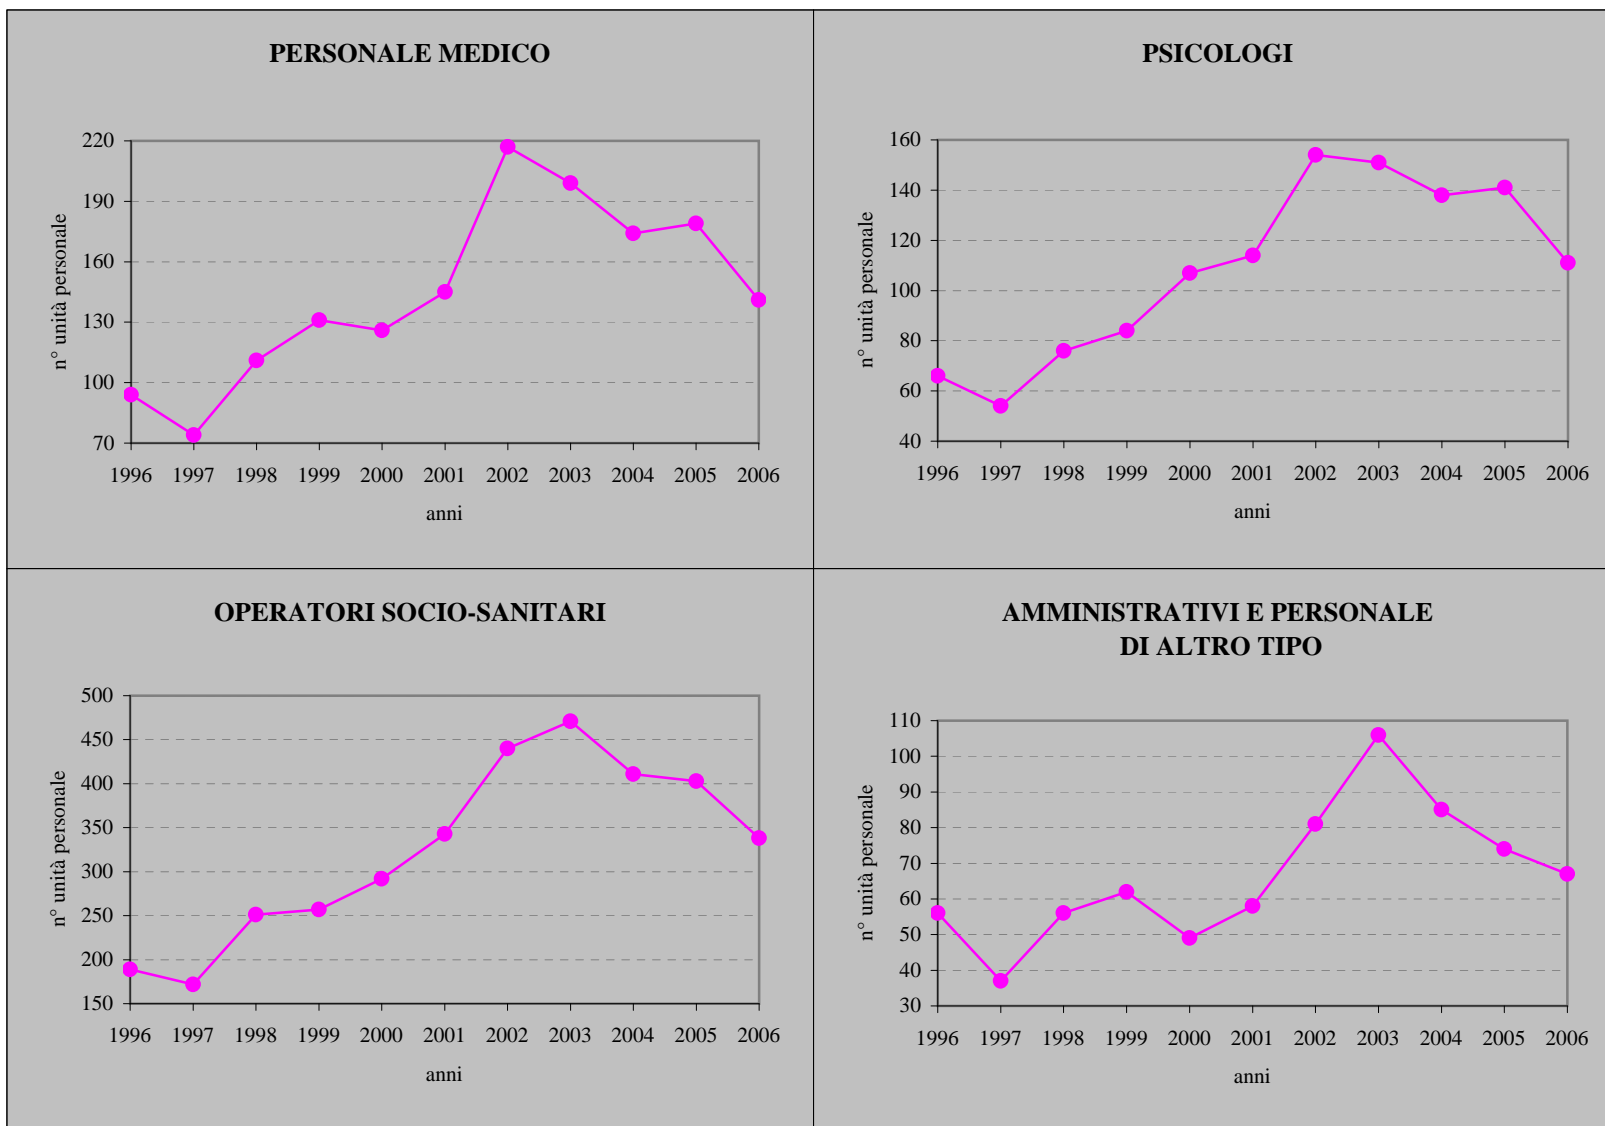 PERSONALE MEDICO
220
190
160
130
100
70
n° unità personale
1996 1997 1998 1999 2000 2001 2002 2003 2004 2005 2006
anni
PSICOLOGI
160
140
120
100
80
60
40
n° unità personale
1996 1997 1998 1999 2000 2001 2002 2003 2004 2005 2006
anni
OPERATORI SOCIO-SANITARI
500
450
400
350
300
250
200
150
n° unità personale
1996 1997 1998 1999 2000 2001 2002 2003 2004 2005 2006
anni
AMMINISTRATIVI E PERSONALE
DI ALTRO TIPO
110
100
90
80
70
60
50
40
30
n° unità personale
1996 1997 1998 1999 2000 2001 2002 2003 2004 2005 2006
anni